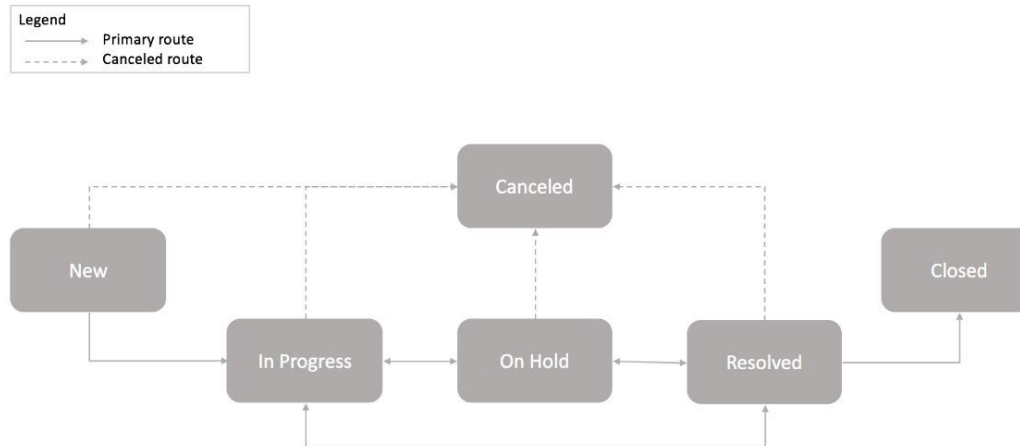 Legend
Primary route
Canceled route
Canceled
New
Closed
In Progress
On Hold
Resolved